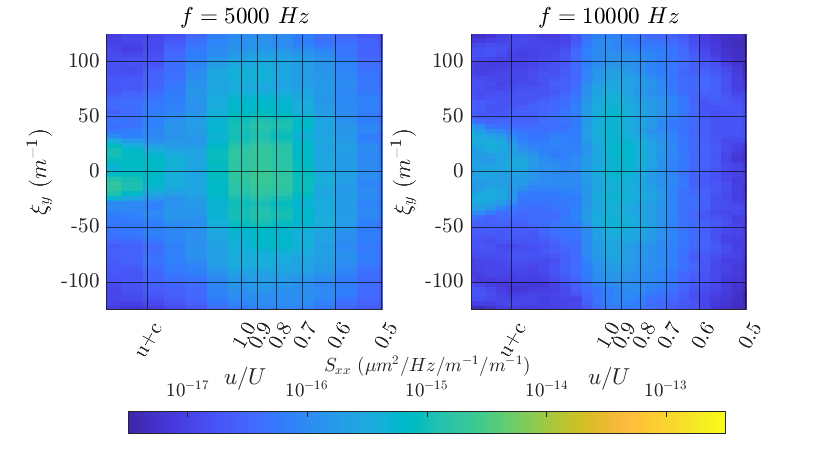 f = 5000 Hz
f = 10000 Hz
100
50
0
-50
-100
ξy (m⁻¹)
100
50
0
-50
-100
ξy (m⁻¹)
u+c 1.0 0.9 0.8 0.7 0.6 0.5
u+c 1.0 0.9 0.8 0.7 0.6 0.5
u/U
Sxx (μm²/Hz/m⁻¹/m⁻¹)
u/U
10⁻¹⁷ 10⁻¹⁶ 10⁻¹⁵ 10⁻¹⁴ 10⁻¹³